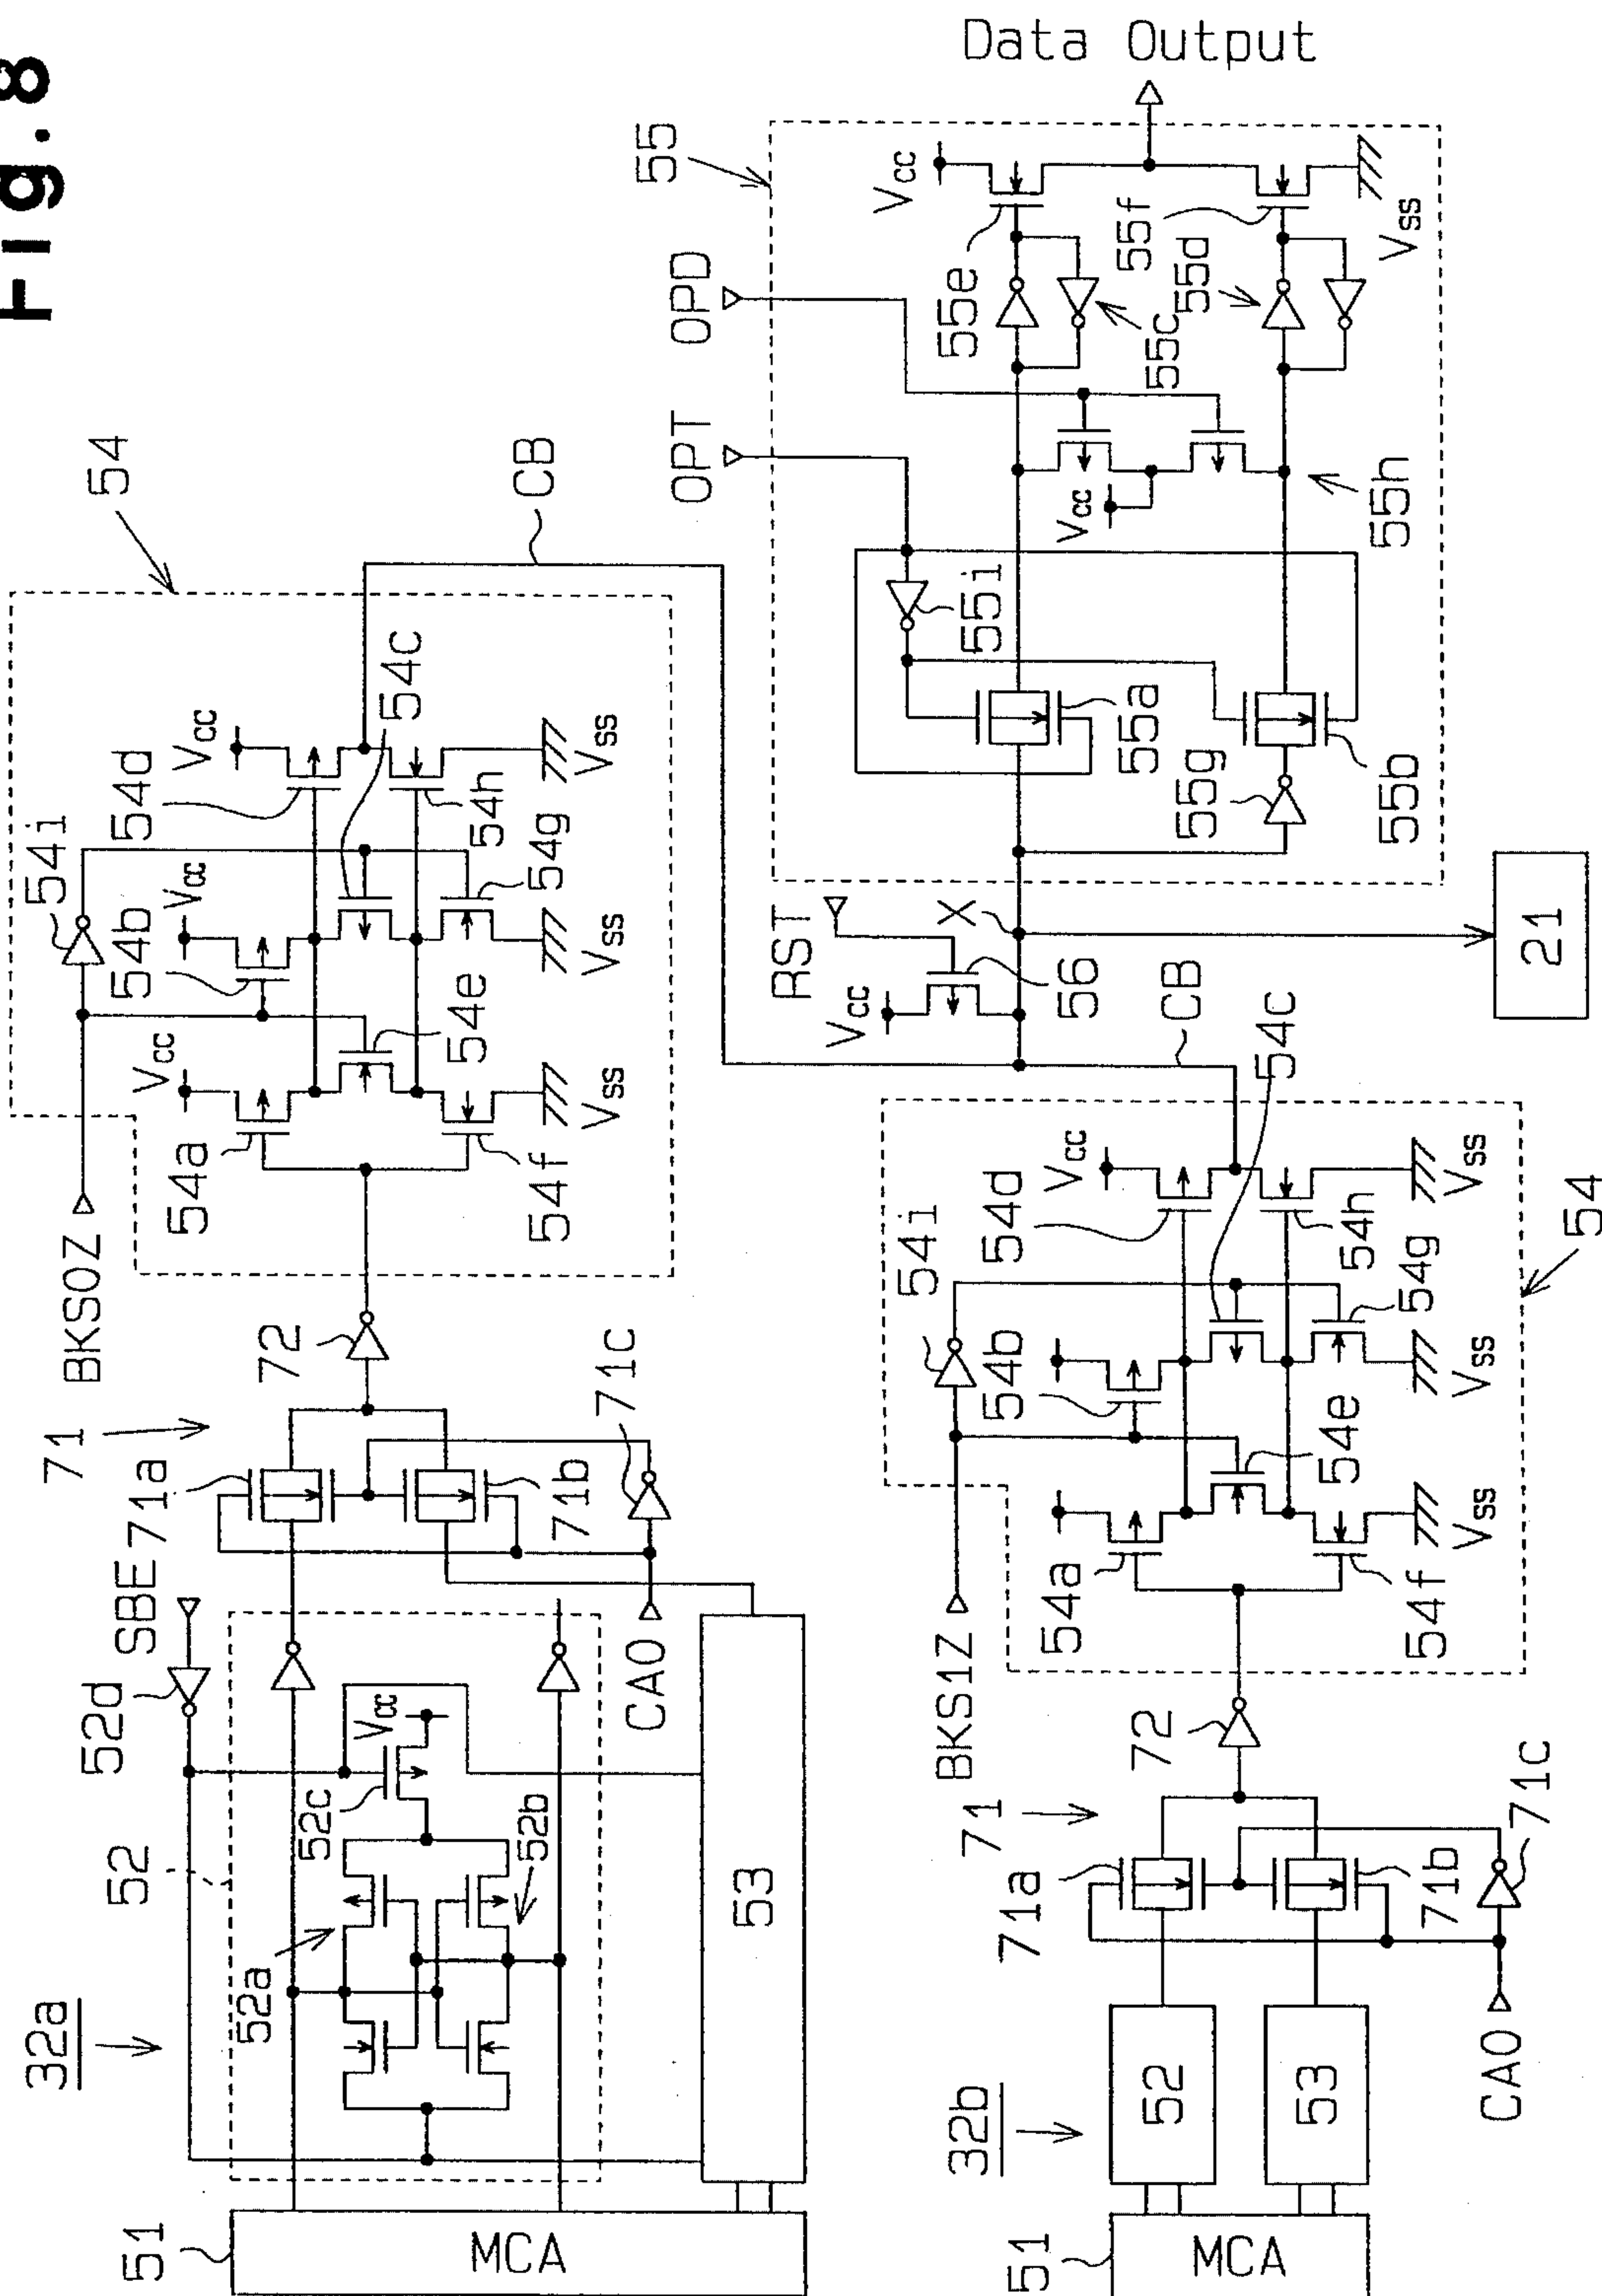 Fig.8
54
54i
54d
Vcc
54b
Vcc
54c
CB
Vcc
54e
54h
54g
BKS0Z
54a
54f
Vss
Vss
Vss
72
71
71a
71b
71c
SBE
52d
CA0
32a
52
52a
52b
52c
Vcc
53
51
MCA
Data Output
55
OPD
OPT
Vcc
55e
55f
Vss
55c
55d
Vcc
55h
55i
55a
55g
55b
RST
X
Vcc
56
21
CB
54c
54
54i
54d
Vcc
54b
54h
54g
54e
BKS1Z
54a
54f
Vss
Vss
Vss
72
71
71a
71b
71c
32b
52
53
CA0
51
MCA